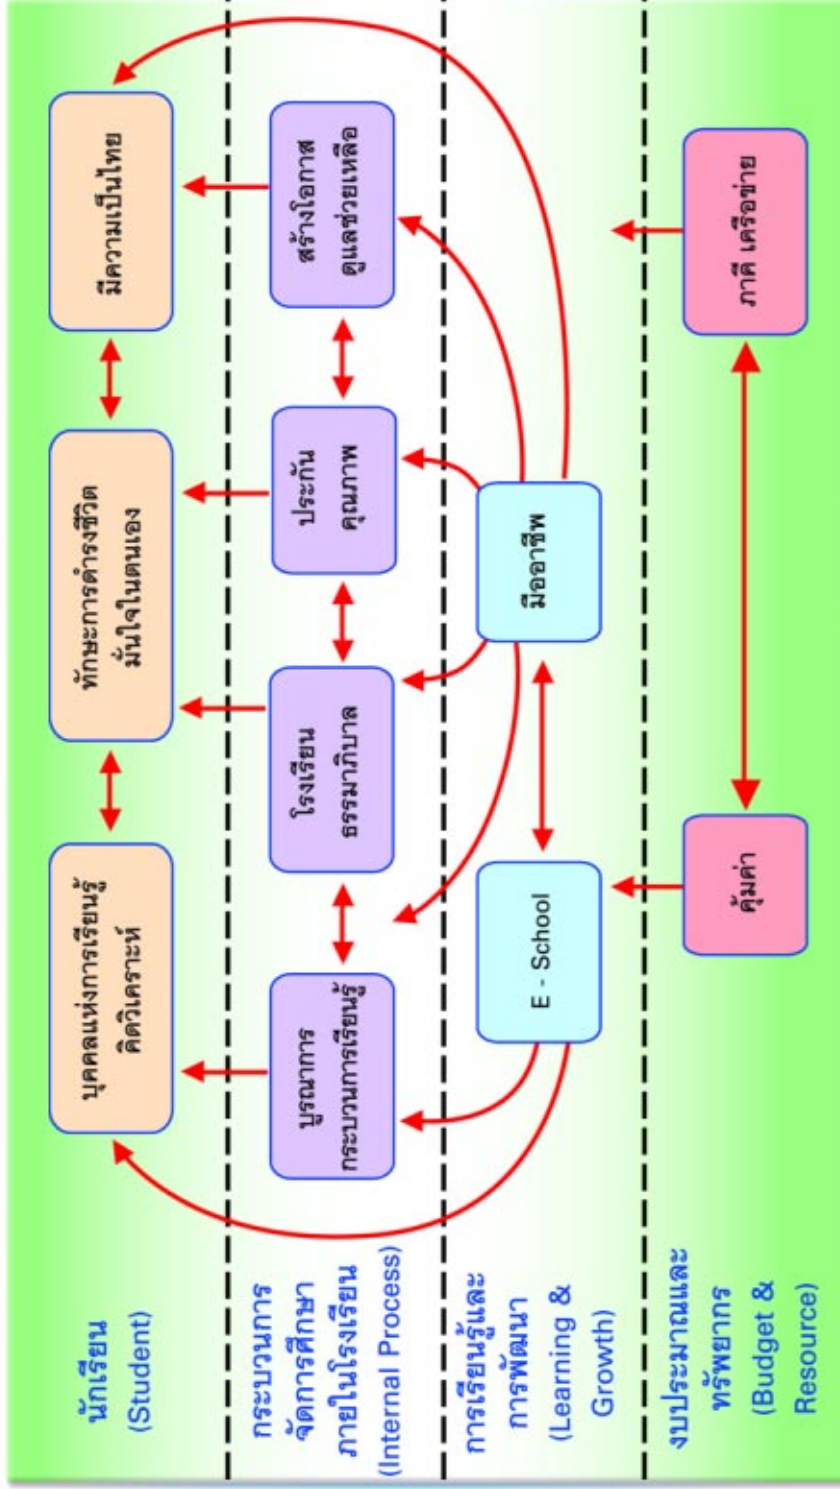 นักเรียน
(Student)
บุคคลแห่งการเรียนรู้
คิดวิเคราะห์
ทักษะการดำรงชีวิต
มั่นใจในตนเอง
มีความเป็นไทย
กระบวนการ
จัดการศึกษา
ภายในโรงเรียน
(Internal Process)
บูรณาการ
กระบวนการเรียนรู้
โรงเรียน
ธรรมาภิบาล
ประกัน
คุณภาพ
สร้างโอกาส
ดูแลช่วยเหลือ
การเรียนรู้และ
การพัฒนา
(Learning &
Growth)
E - School
มืออาชีพ
งบประมาณและ
ทรัพยากร
(Budget &
Resource)
คุ้มค่า
ภาคี เครือข่าย